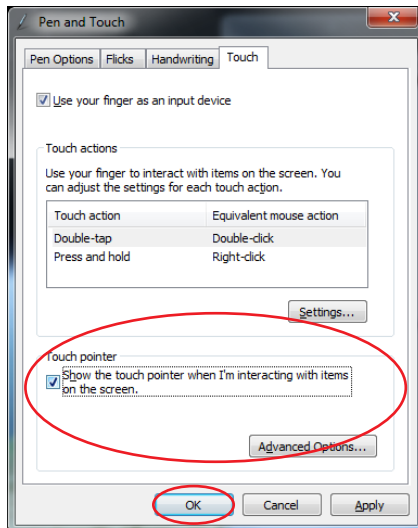 Pen and Touch
Pen Options Flicks Handwriting Touch
Use your finger as an input device
Touch actions
Use your finger to interact with items on the screen. You
can adjust the settings for each touch action.
Touch action Equivalent mouse action
Double-tap Double-click
Press and hold Right-click
Settings...
Touch pointer
Show the touch pointer when I'm interacting with items
on the screen.
Advanced Options...
OK Cancel Apply